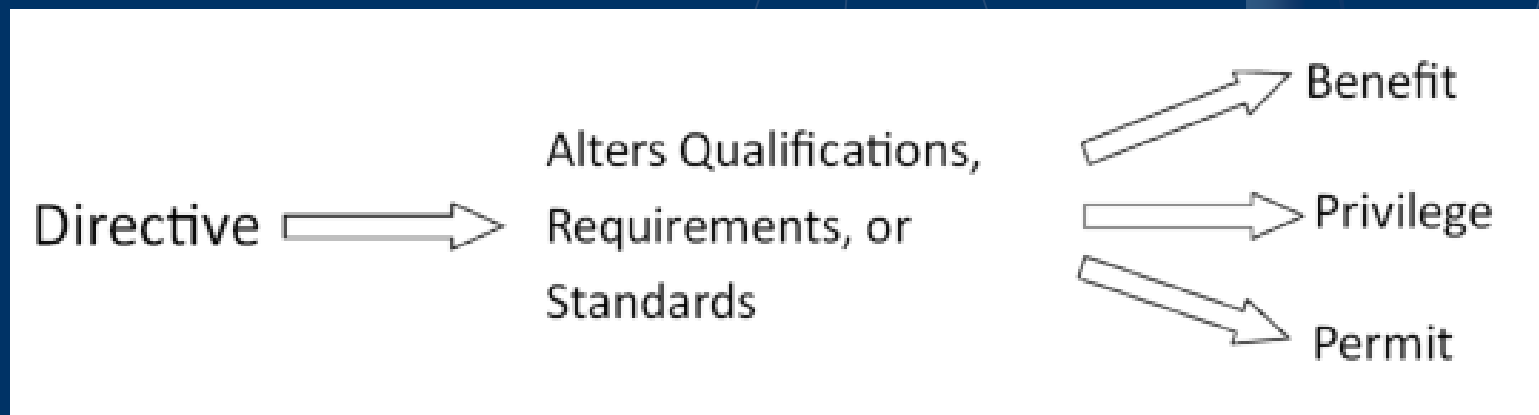 Directive
Alters Qualifications,
Requirements, or
Standards
Benefit
Privilege
Permit